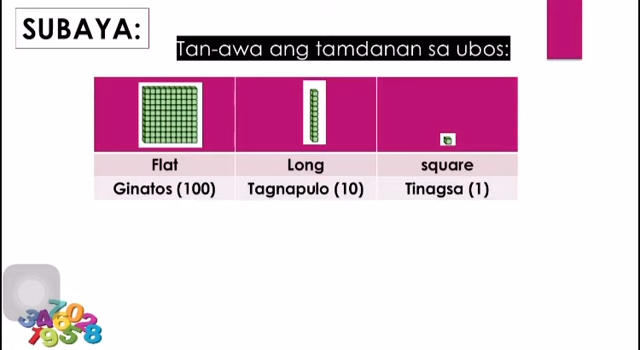 SUBAYA:
Tan-awa ang tamdanan sa ubos:
Flat Long square
Ginatos (100) Tagnapulo (10) Tinagsa (1)